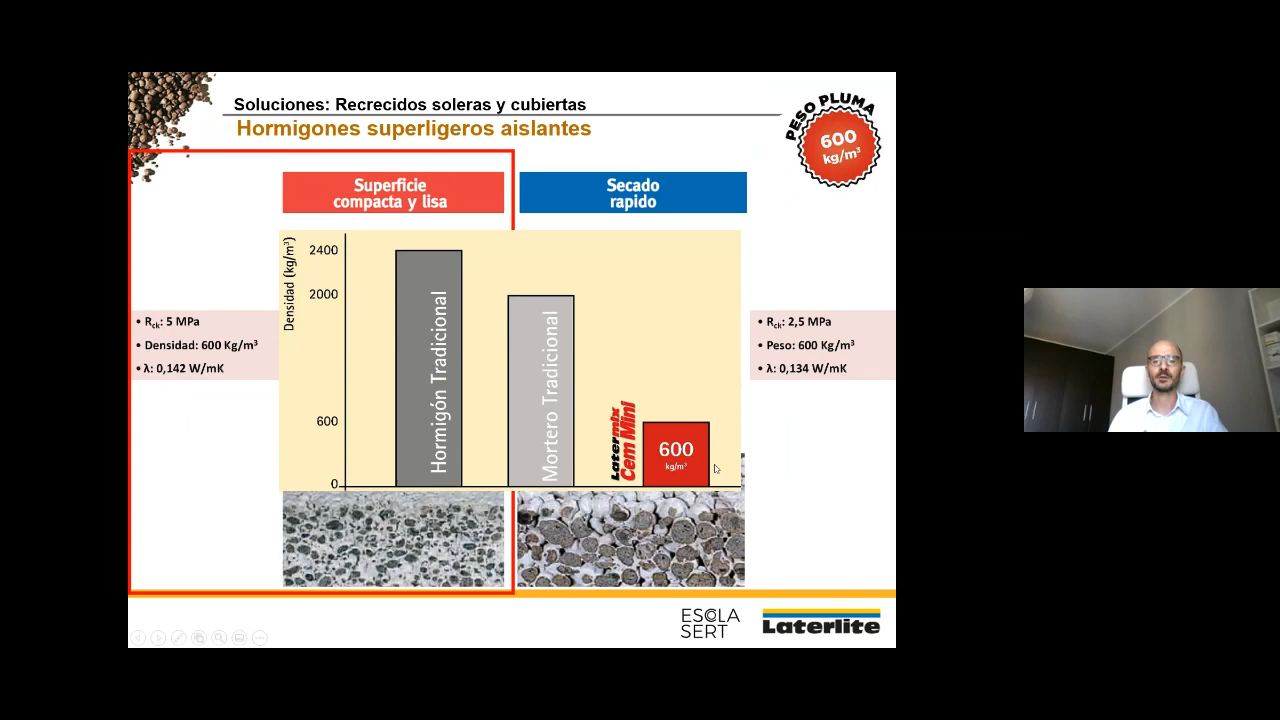 Soluciones: Recrecidos soleras y cubiertas
Hormigones superligeros aislantes
PESO PLUMA
600
kg/m³
Superficie
compacta y lisa
Secado
rapido
Densidad (kg/m³)
2400
2000
600
0
Hormigón Tradicional
Mortero Tradicional
Latermix
Cem Mini
600
kg/m³
• Rck: 5 MPa
• Densidad: 600 Kg/m³
• λ: 0,142 W/mK
• Rck: 2,5 MPa
• Peso: 600 Kg/m³
• λ: 0,134 W/mK
ESCOLA
SERT
Laterlite